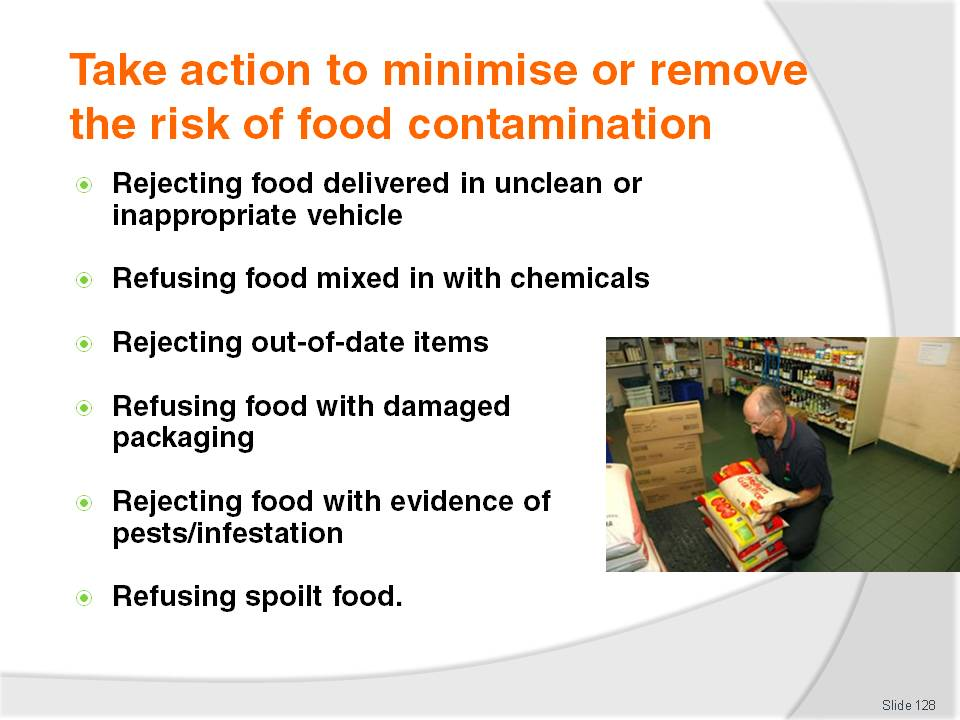 Take action to minimise or remove
the risk of food contamination
Rejecting food delivered in unclean or
inappropriate vehicle
Refusing food mixed in with chemicals
Rejecting out-of-date items
Refusing food with damaged
packaging
Rejecting food with evidence of
pests/infestation
Refusing spoilt food.
Slide 128